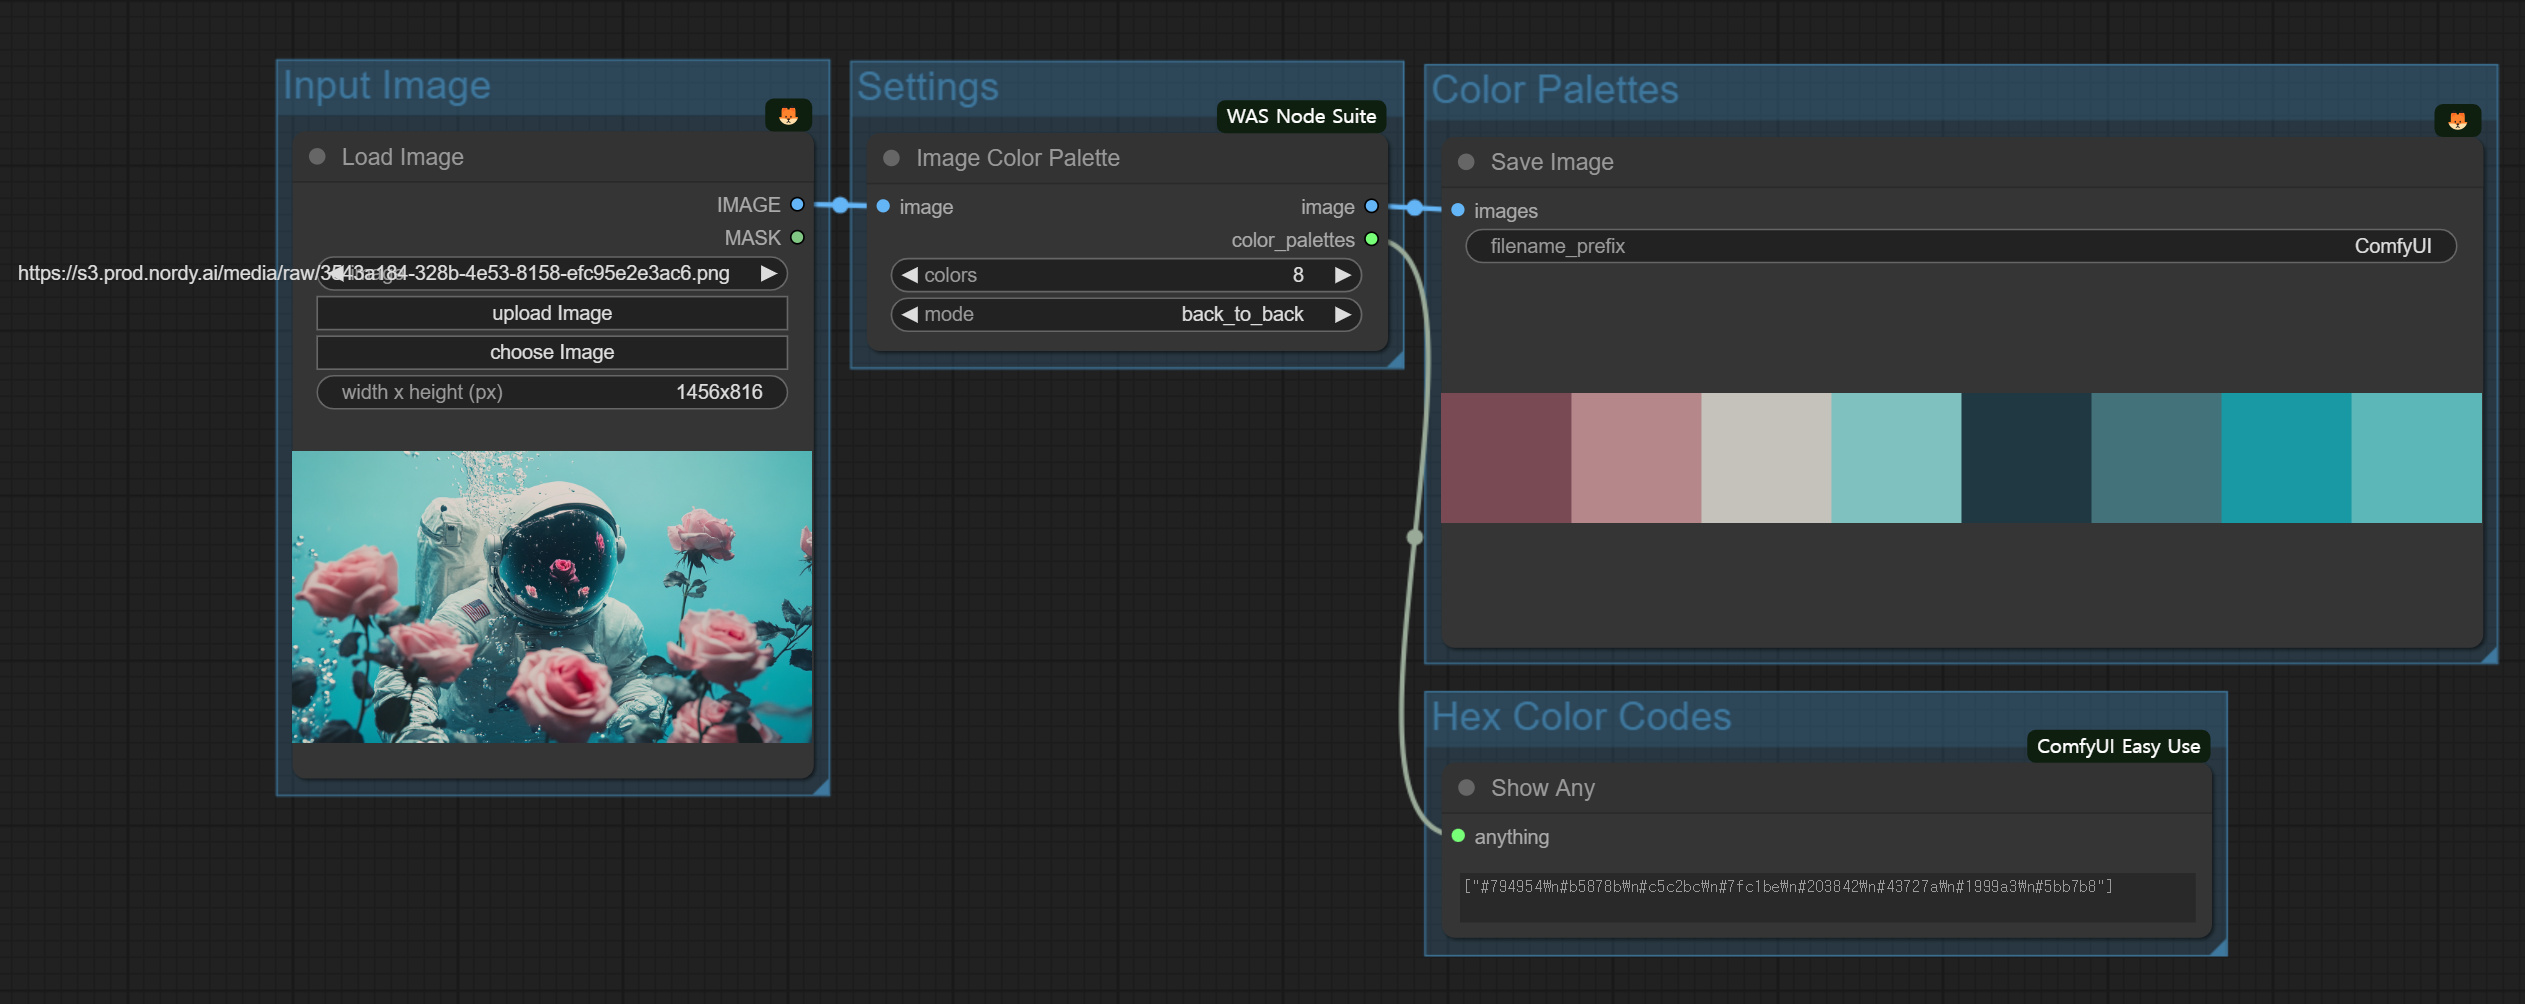 Input Image
Load Image
IMAGE
MASK
https://s3.prod.nordy.ai/media/raw/3543a184-328b-4e53-8158-efc95e2e3ac6.png
upload Image
choose Image
width x height (px) 1456x816
Settings
WAS Node Suite
Image Color Palette
image image
color_palettes
colors 8
mode back_to_back
Color Palettes
Save Image
images
filename_prefix ComfyUI
Hex Color Codes
ComfyUI Easy Use
Show Any
anything
["#794954₩n#b5878b₩n#c5c2bc₩n#7fc1be₩n#203842₩n#43727a₩n#1999a3₩n#5bb7b8"]